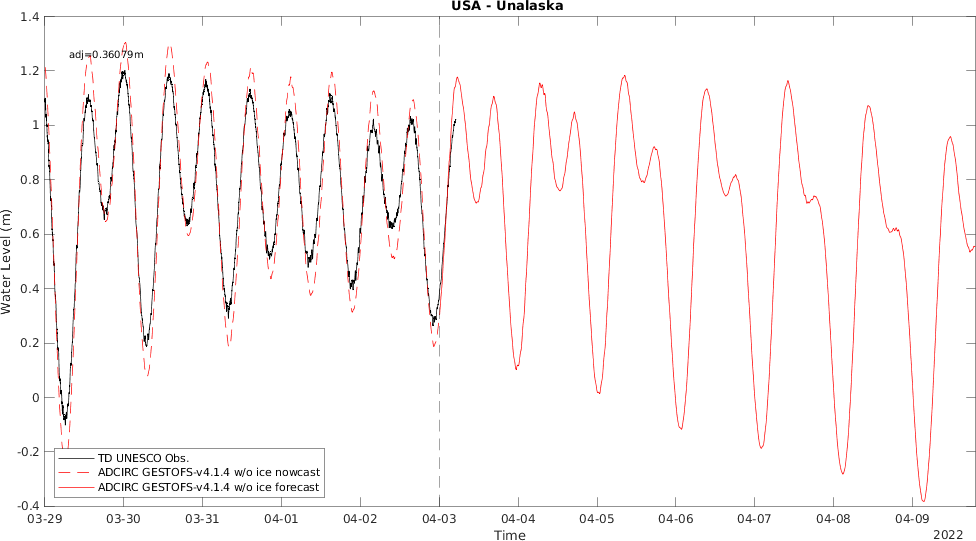 USA - Unalaska
adj=0.36079m
1.4
1.2
1
0.8
0.6
0.4
0.2
0
-0.2
-0.4
Water Level (m)
TD UNESCO Obs.
ADCIRC GESTOFS-v4.1.4 w/o ice nowcast
ADCIRC GESTOFS-v4.1.4 w/o ice forecast
03-29 03-30 03-31 04-01 04-02 04-03 04-04 04-05 04-06 04-07 04-08 04-09
Time
2022